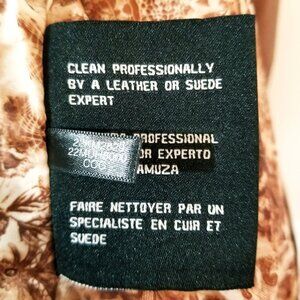 CLEAN PROFESSIONALLY
BY A LEATHER OR SUEDE
EXPERT
PROFESSIONAL
OR EXPERTO
AMUZA
FAIRE NETTOYER PAR UN
SPECIALISTE EN CUIR ET
SUEDE